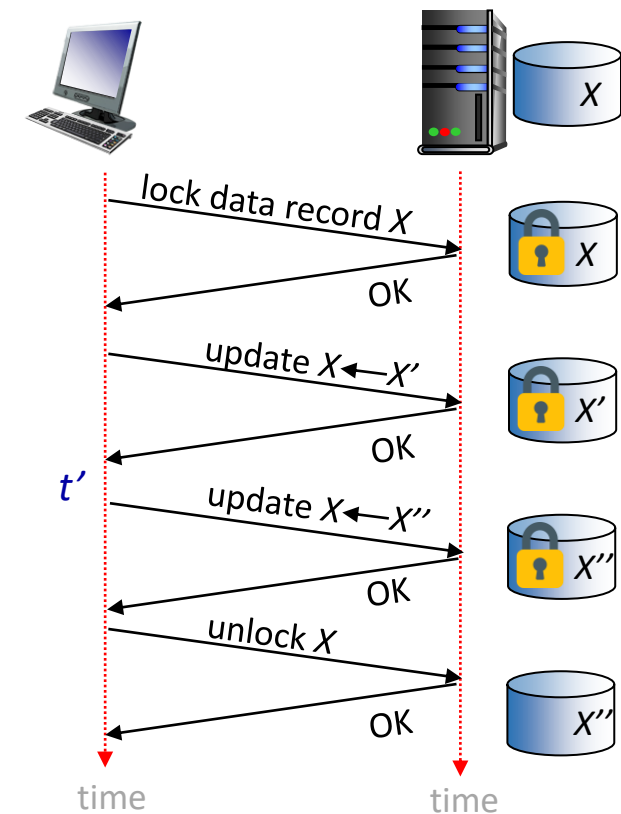 X
lock data record X
X
OK
update X←X'
X'
OK
t'
update X←X''
X''
OK
unlock X
X''
OK
time
time